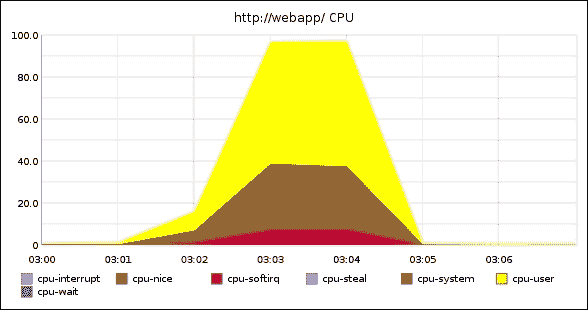 http://webapp/ CPU
100.0
80.0
60.0
40.0
20.0
0
03:00 03:01 03:02 03:03 03:04 03:05 03:06
cpu-interrupt cpu-nice cpu-softirq cpu-steal cpu-system cpu-user
cpu-wait